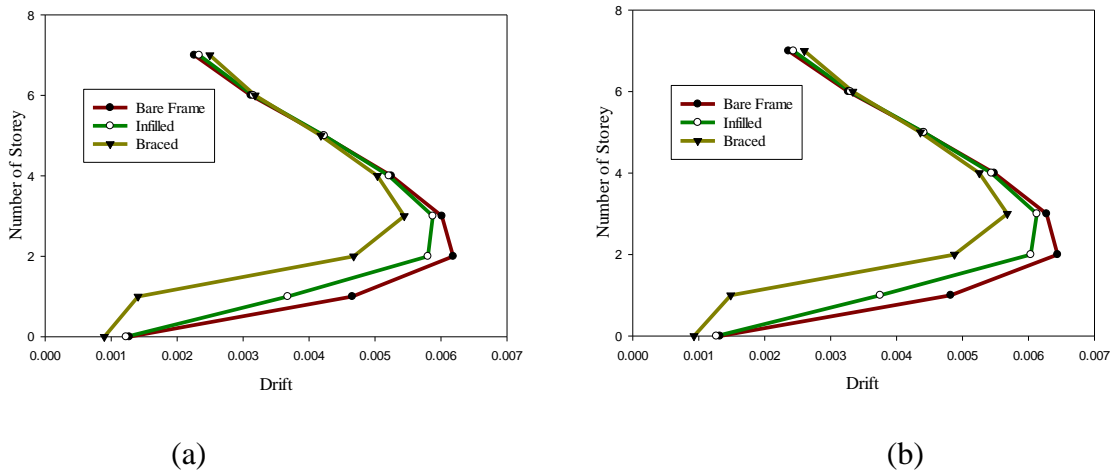 8
6
4
2
0
Number of Storey
Bare Frame
Infilled
Braced
0.000 0.001 0.002 0.003 0.004 0.005 0.006 0.007
Drift
(a)
8
6
4
2
0
Number of Storey
Bare Frame
Infilled
Braced
0.000 0.001 0.002 0.003 0.004 0.005 0.006 0.007
Drift
(b)